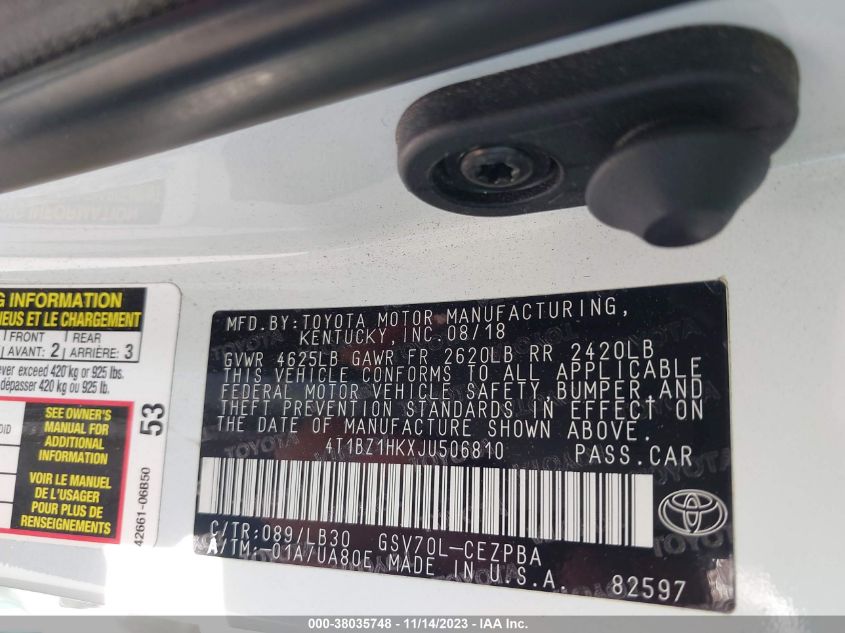 G INFORMATION
NEUS ET LE CHARGEMENT
FRONT REAR
AVANT: 2 ARRIÈRE: 3
ever exceed 420 kg or 925 lbs.
dépasser 420 kg ou 925 lb.
SEE OWNER'S
MANUAL FOR
ADDITIONAL
INFORMATION
VOIR LE MANUEL
DE L'USAGER
POUR PLUS DE
RENSEIGNEMENTS
53
42661-06B50
MFD.BY:TOYOTA MOTOR MANUFACTURING,
KENTUCKY,INC.08/18
GVWR 4625LB GAWR FR 2620LB RR 2420LB
THIS VEHICLE CONFORMS TO ALL APPLICABLE
FEDERAL MOTOR VEHICLE SAFETY,BUMPER,AND
THEFT PREVENTION STANDARDS IN EFFECT ON
THE DATE OF MANUFACTURE SHOWN ABOVE.
4T1BZ1HKXJU506810 PASS.CAR
C/TR:089/LB30 GSV70L-CEZPBA
A/TM:-01A/UA80E MADE IN U.S.A.
82597
000-38035748 - 11/14/2023 - IAA Inc.